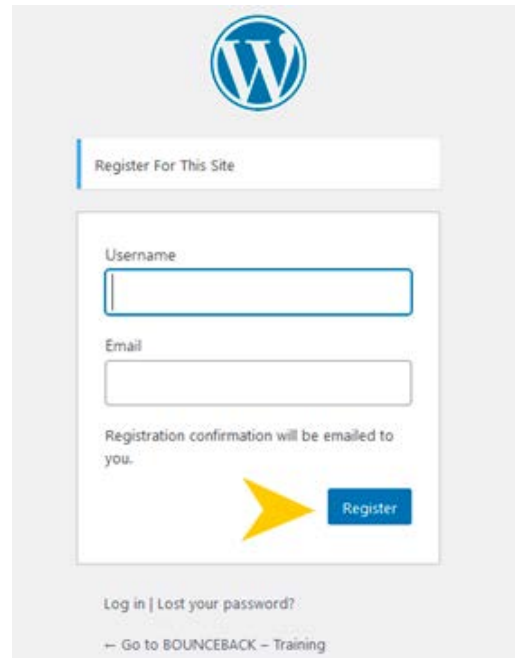 Register For This Site
Username
Email
Registration confirmation will be emailed to
you.
Register
Log in | Lost your password?
← Go to BOUNCEBACK – Training